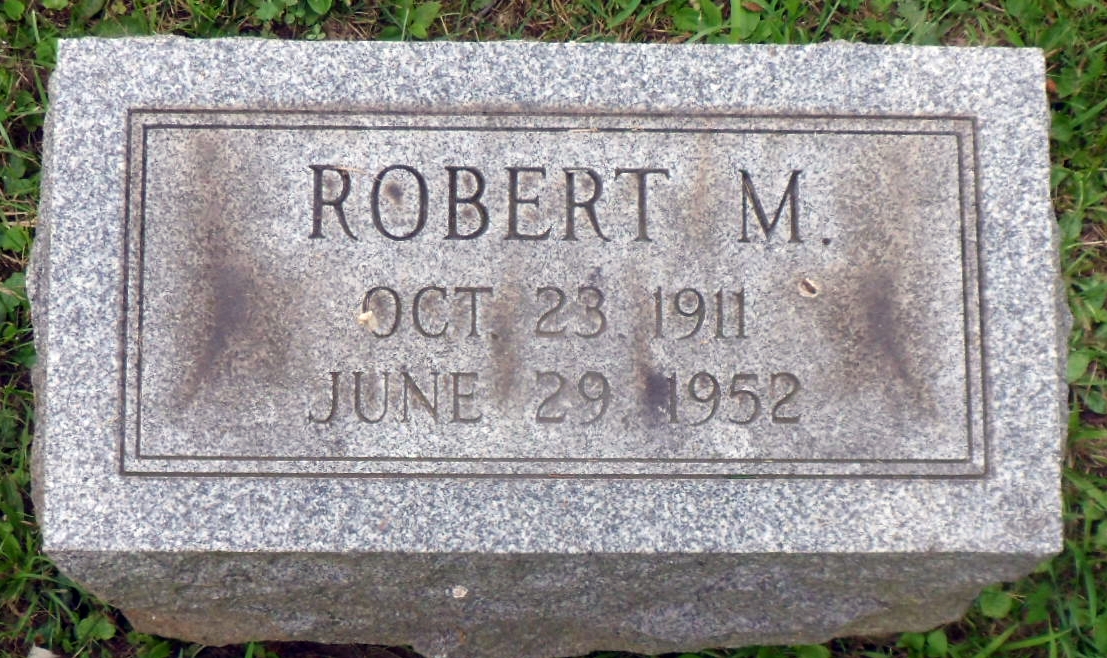 ROBERT M.
OCT. 23. 1911
JUNE 29, 1952